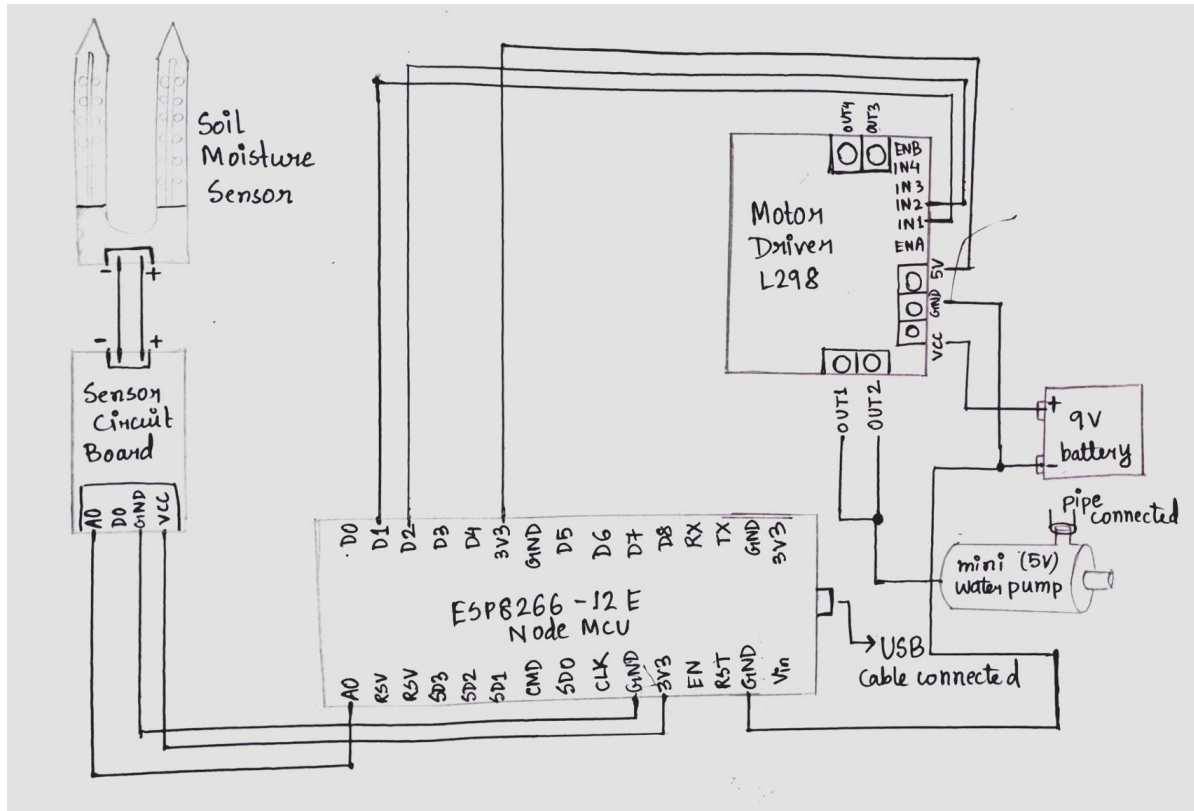 Soil
Moisture
Sensor
- +
- +
Sensor
Circuit
Board
A0
D0
GND
VCC
OUT4
OUT3
ENB
IN4
IN3
IN2
IN1
ENA
5V
GND
VCC
Motor
Driver
L298
OUT1
OUT2
+
9V
battery
-
pipe
connected
mini (5V)
water pump
D0
D1
D2
D3
D4
3V3
GND
D5
D6
D7
D8
RX
TX
GND
3V3
ESP8266-12E
Node MCU
USB
Cable connected
A0
RSV
RSV
SD3
SD2
SD1
CMD
SD0
CLK
GND
3V3
EN
RST
GND
Vin